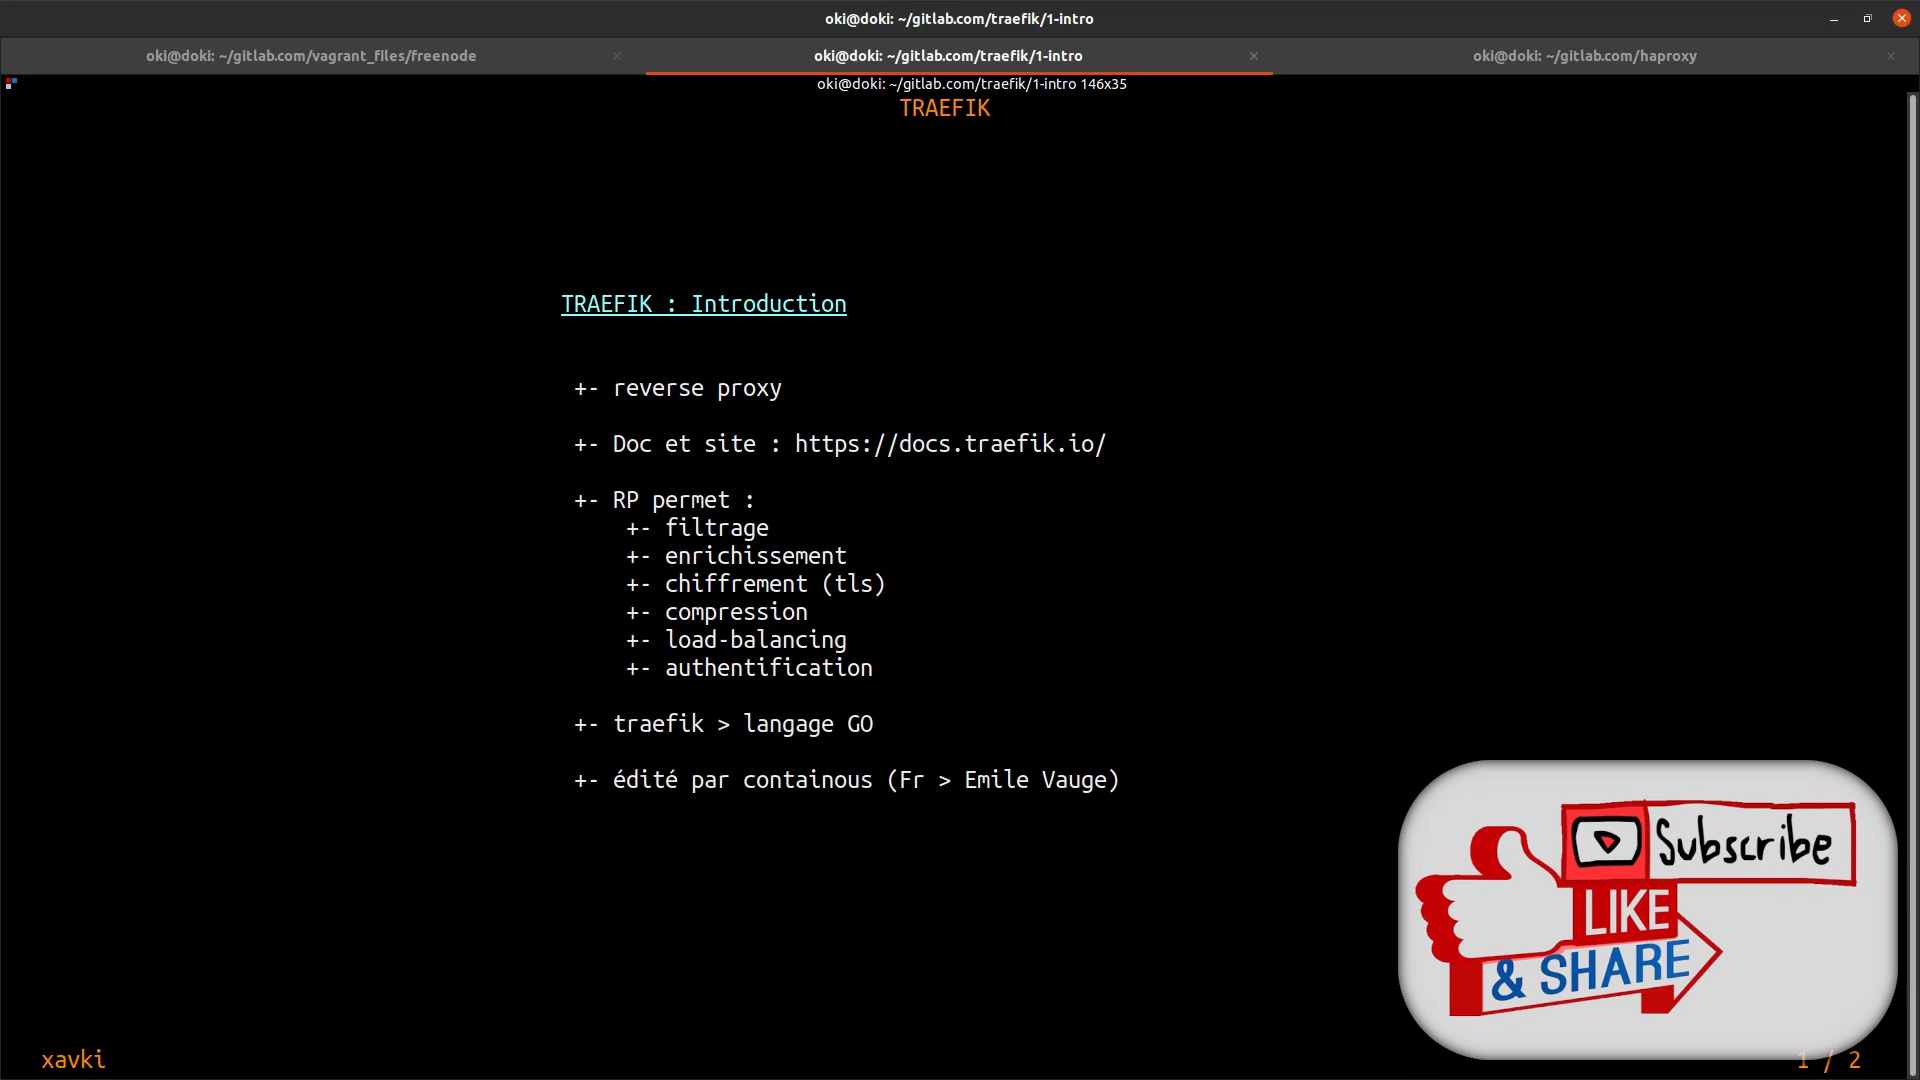 oki@doki: ~/gitlab.com/traefik/1-intro
oki@doki: ~/gitlab.com/vagrant_files/freenode
oki@doki: ~/gitlab.com/traefik/1-intro
oki@doki: ~/gitlab.com/haproxy
oki@doki: ~/gitlab.com/traefik/1-intro 146x35
TRAEFIK
TRAEFIK : Introduction
+- reverse proxy
+- Doc et site : https://docs.traefik.io/
+- RP permet :
+- filtrage
+- enrichissement
+- chiffrement (tls)
+- compression
+- load-balancing
+- authentification
+- traefik > langage GO
+- édité par containous (Fr > Emile Vauge)
Subscribe
LIKE
& SHARE
xavki
1 / 2